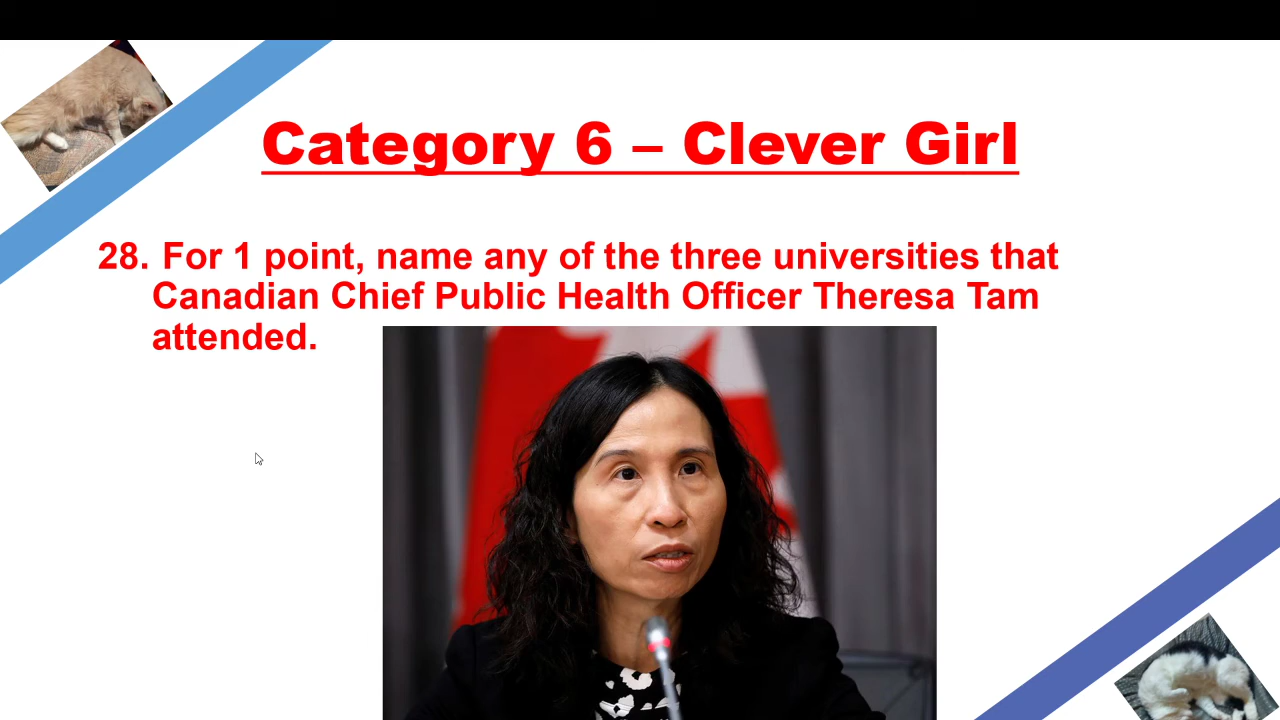 Category 6 – Clever Girl
28. For 1 point, name any of the three universities that
Canadian Chief Public Health Officer Theresa Tam
attended.